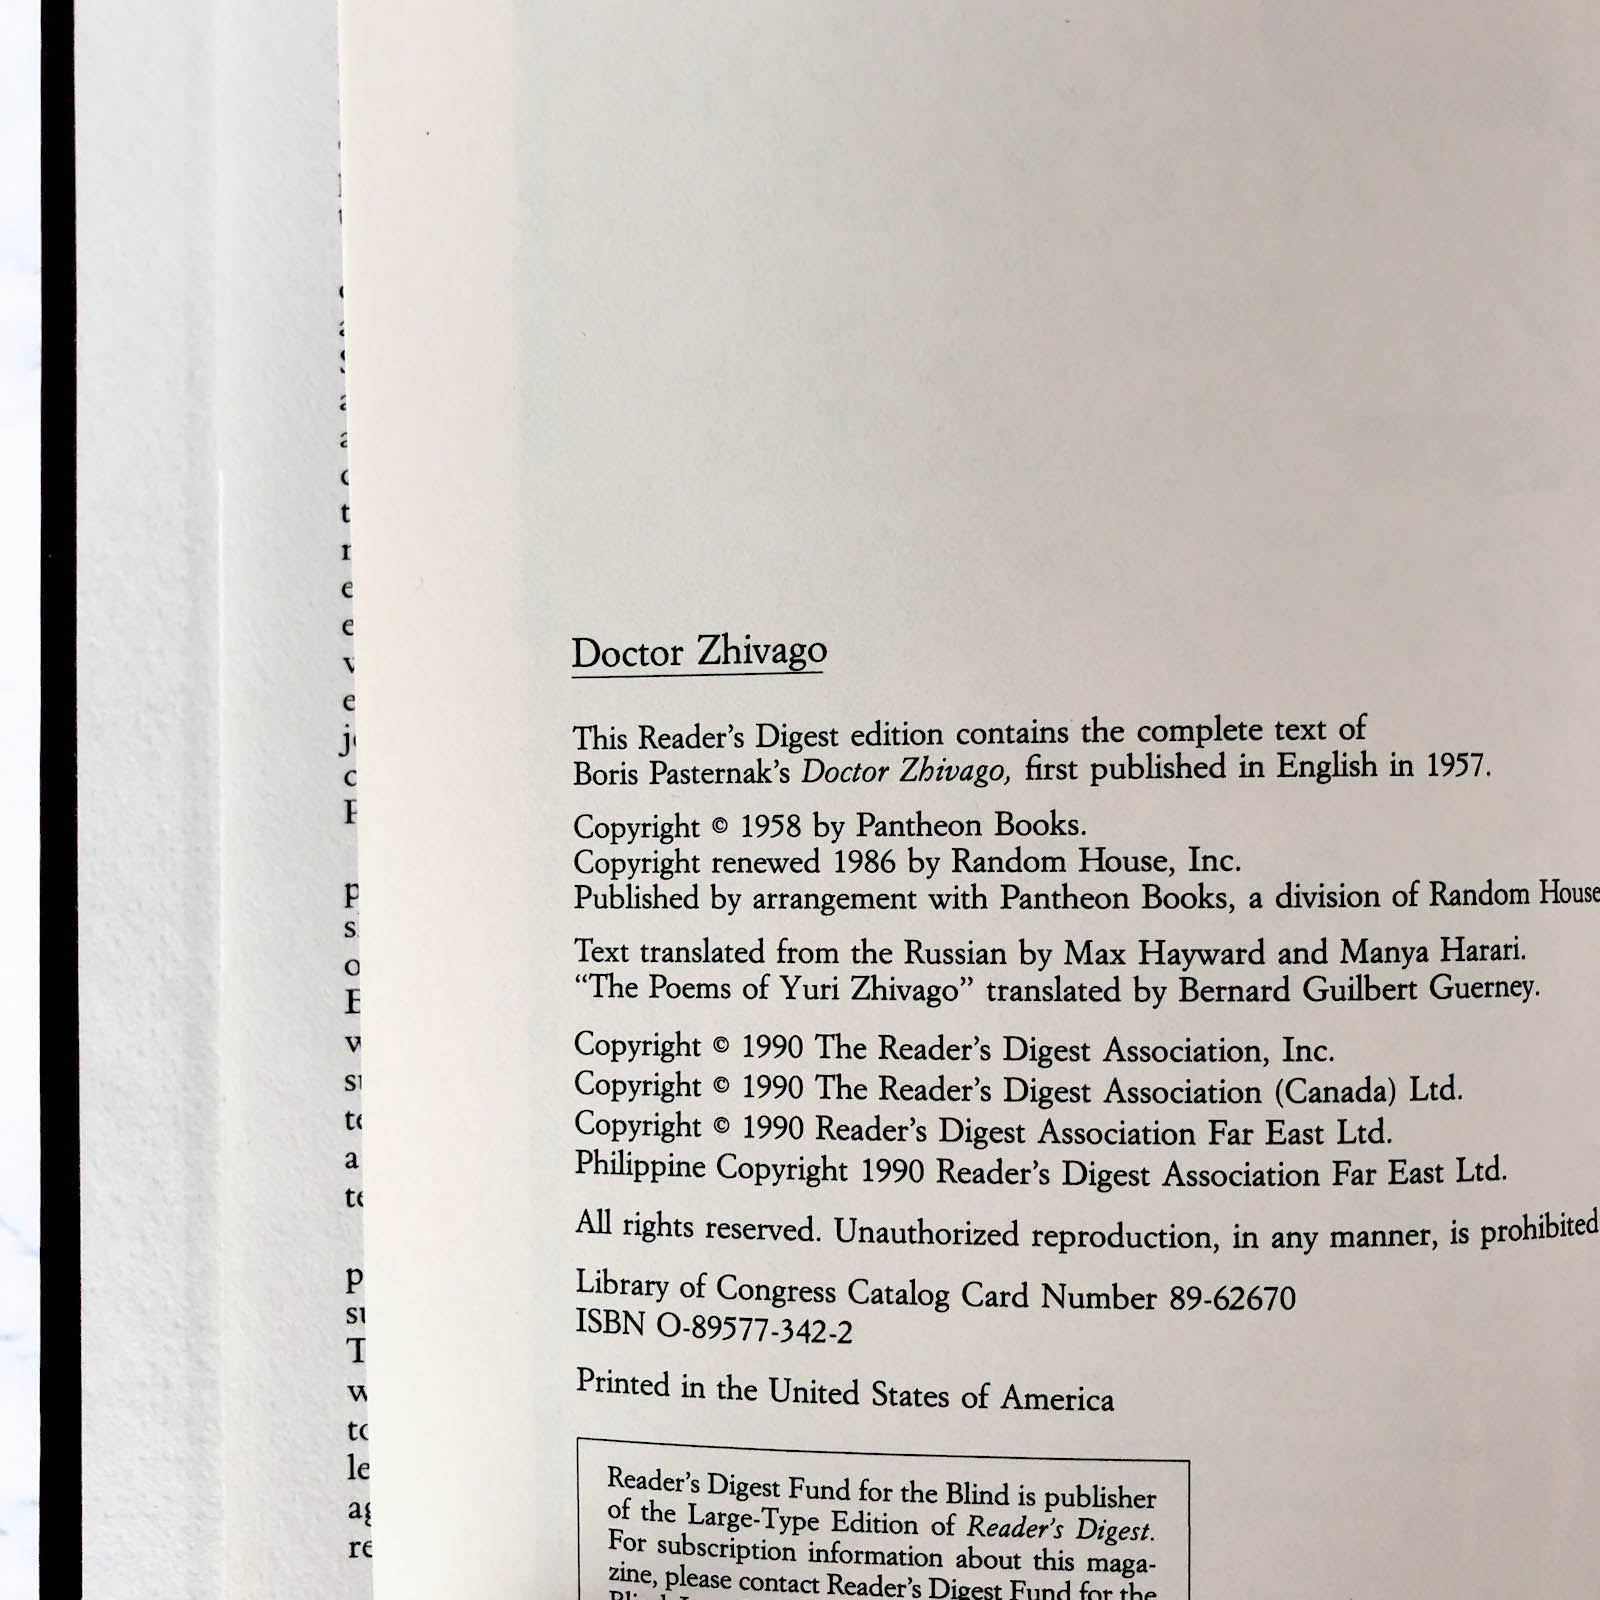 Doctor Zhivago
This Reader's Digest edition contains the complete text of
Boris Pasternak's Doctor Zhivago, first published in English in 1957.
Copyright © 1958 by Pantheon Books.
Copyright renewed 1986 by Random House, Inc.
Published by arrangement with Pantheon Books, a division of Random House
Text translated from the Russian by Max Hayward and Manya Harari.
“The Poems of Yuri Zhivago” translated by Bernard Guilbert Guerney.
Copyright © 1990 The Reader's Digest Association, Inc.
Copyright © 1990 The Reader's Digest Association (Canada) Ltd.
Copyright © 1990 Reader's Digest Association Far East Ltd.
Philippine Copyright 1990 Reader's Digest Association Far East Ltd.
All rights reserved. Unauthorized reproduction, in any manner, is prohibited
Library of Congress Catalog Card Number 89-62670
ISBN O-89577-342-2
Printed in the United States of America
Reader's Digest Fund for the Blind is publisher
of the Large-Type Edition of Reader's Digest.
For subscription information about this maga-
zine, please contact Reader's Digest Fund for the